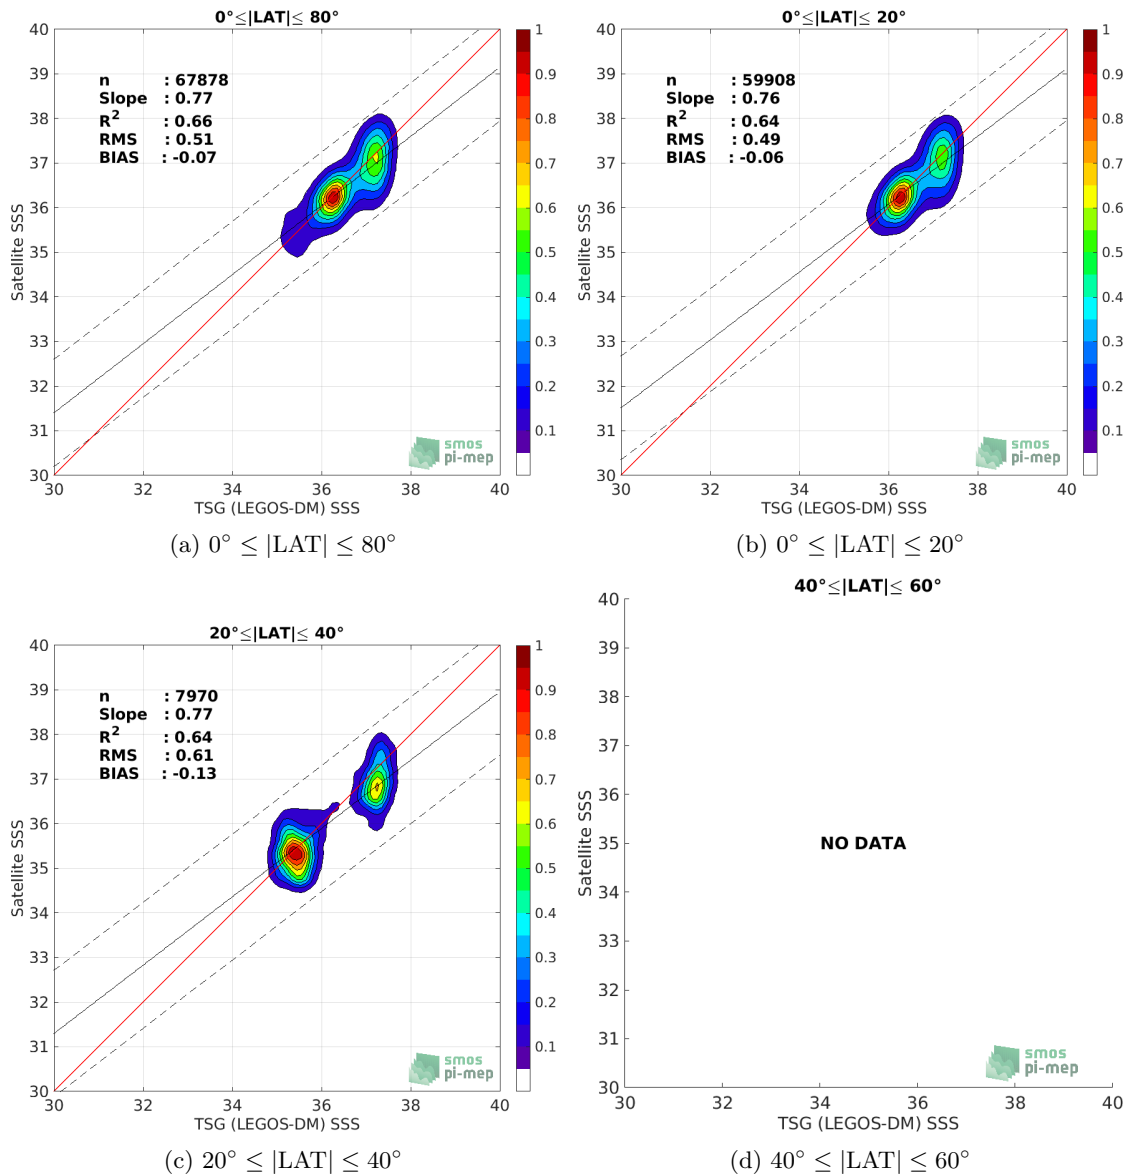 0°≤|LAT|≤ 80°
40
39
38
37
36
35
34
33
32
31
30
Satellite SSS
n : 67878
Slope : 0.77
R2 : 0.66
RMS : 0.51
BIAS : -0.07
smos
pi-mep
30 32 34 36 38 40
TSG (LEGOS-DM) SSS
1
0.9
0.8
0.7
0.6
0.5
0.4
0.3
0.2
0.1
(a) 0° ≤ |LAT| ≤ 80°
0°≤|LAT|≤ 20°
40
39
38
37
36
35
34
33
32
31
30
Satellite SSS
n : 59908
Slope : 0.76
R2 : 0.64
RMS : 0.49
BIAS : -0.06
smos
pi-mep
30 32 34 36 38 40
TSG (LEGOS-DM) SSS
1
0.9
0.8
0.7
0.6
0.5
0.4
0.3
0.2
0.1
(b) 0° ≤ |LAT| ≤ 20°
20°≤|LAT|≤ 40°
40
39
38
37
36
35
34
33
32
31
30
Satellite SSS
n : 7970
Slope : 0.77
R2 : 0.64
RMS : 0.61
BIAS : -0.13
smos
pi-mep
30 32 34 36 38 40
TSG (LEGOS-DM) SSS
1
0.9
0.8
0.7
0.6
0.5
0.4
0.3
0.2
0.1
(c) 20° ≤ |LAT| ≤ 40°
40°≤|LAT|≤ 60°
40
39
38
37
36
35
34
33
32
31
30
Satellite SSS
NO DATA
smos
pi-mep
30 32 34 36 38 40
TSG (LEGOS-DM) SSS
(d) 40° ≤ |LAT| ≤ 60°